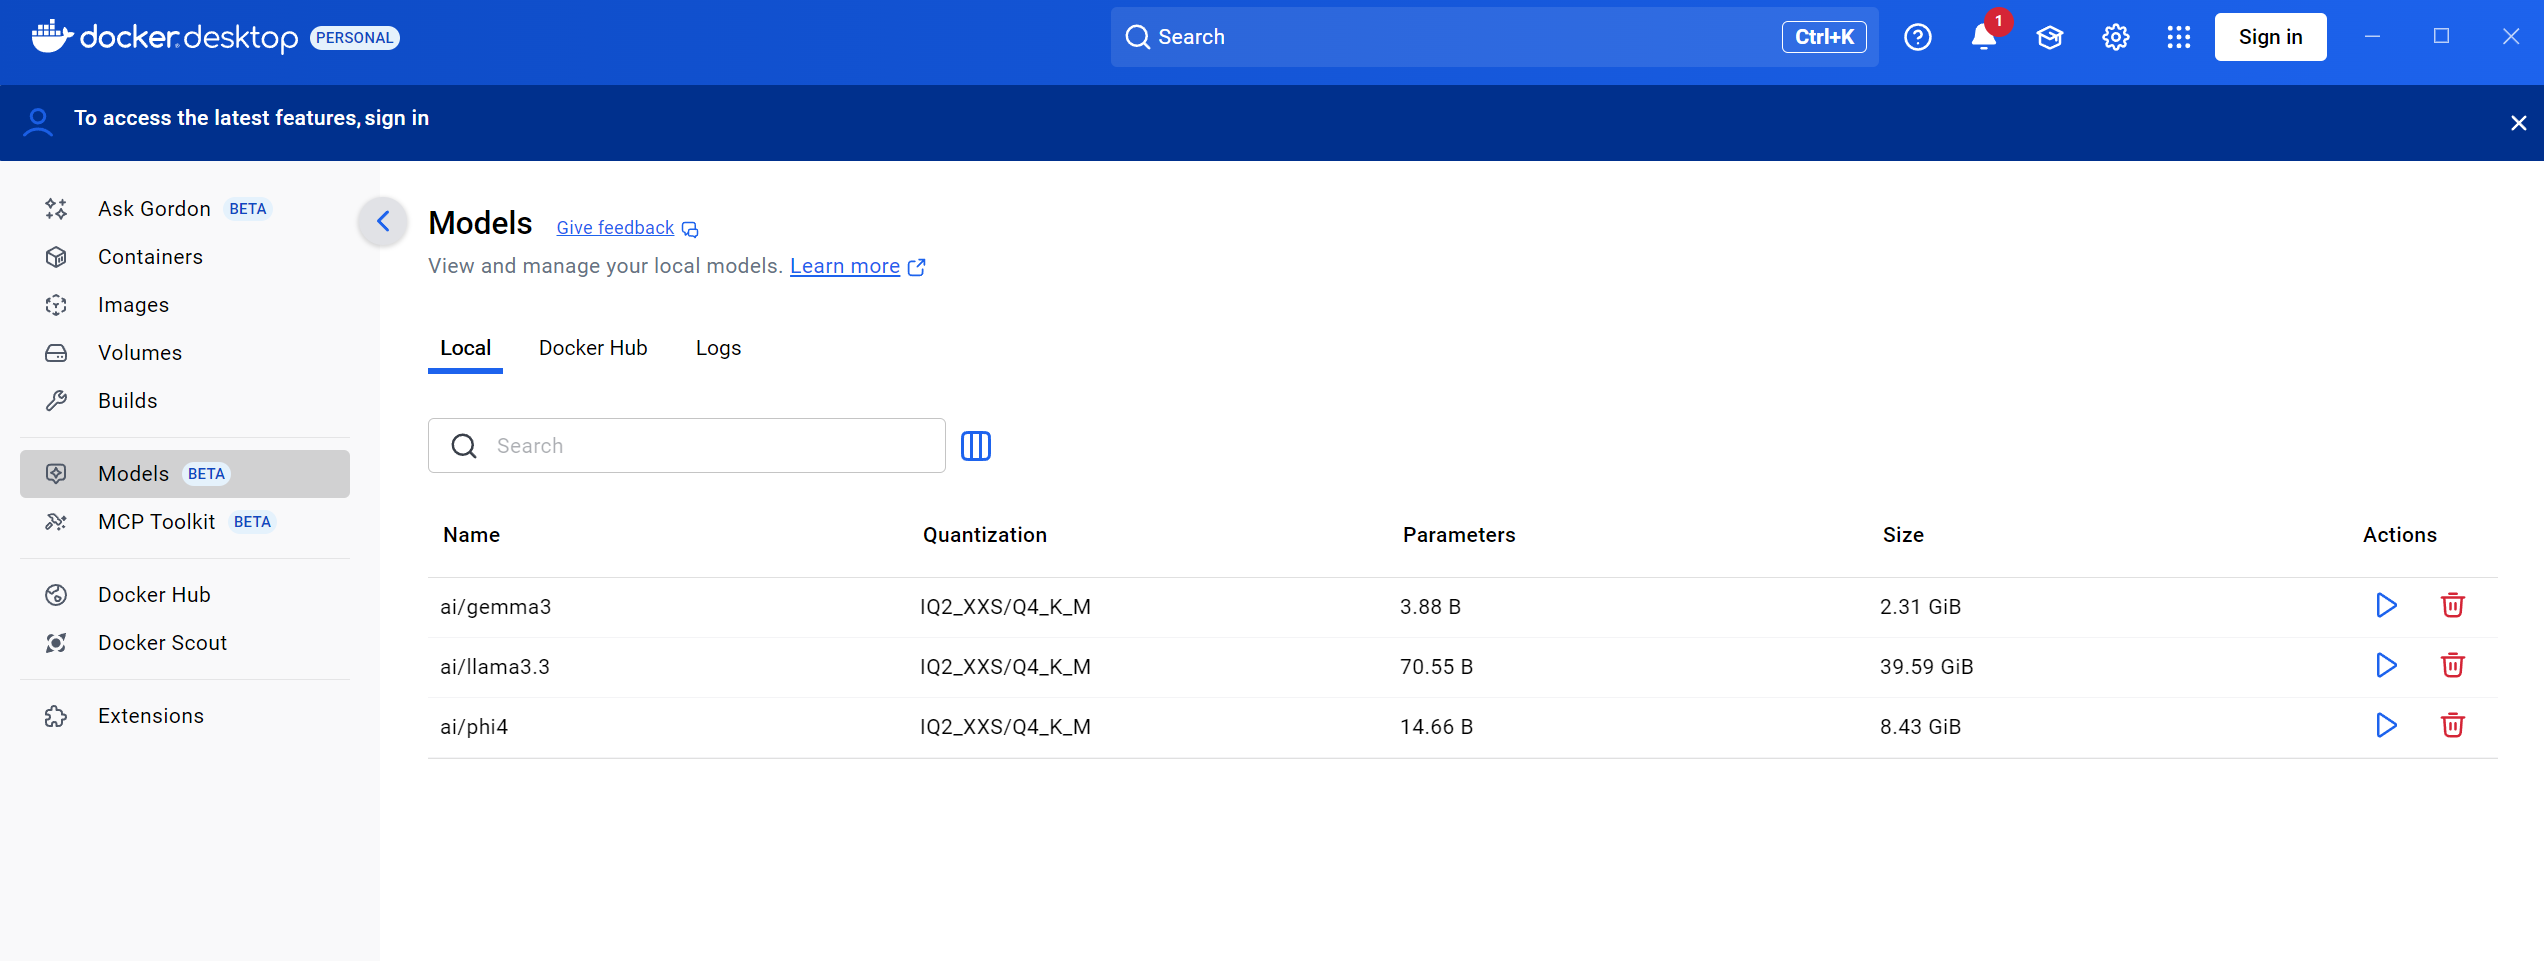 docker desktop PERSONAL
Search Ctrl+K
1
Sign in
To access the latest features, sign in
Ask Gordon BETA
Containers
Images
Volumes
Builds
Models BETA
MCP Toolkit BETA
Docker Hub
Docker Scout
Extensions
Models Give feedback
View and manage your local models. Learn more
Local Docker Hub Logs
Search
Name Quantization Parameters Size Actions
ai/gemma3 IQ2_XXS/Q4_K_M 3.88 B 2.31 GiB
ai/llama3.3 IQ2_XXS/Q4_K_M 70.55 B 39.59 GiB
ai/phi4 IQ2_XXS/Q4_K_M 14.66 B 8.43 GiB